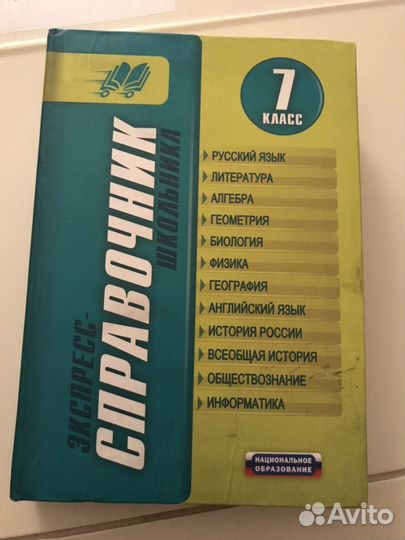 ЭКСПРЕСС-
СПРАВОЧНИК
ШКОЛЬНИКА
7
КЛАСС
РУССКИЙ ЯЗЫК
ЛИТЕРАТУРА
АЛГЕБРА
ГЕОМЕТРИЯ
БИОЛОГИЯ
ФИЗИКА
ГЕОГРАФИЯ
АНГЛИЙСКИЙ ЯЗЫК
ИСТОРИЯ РОССИИ
ВСЕОБЩАЯ ИСТОРИЯ
ОБЩЕСТВОЗНАНИЕ
ИНФОРМАТИКА
НАЦИОНАЛЬНОЕ
ОБРАЗОВАНИЕ
Avito